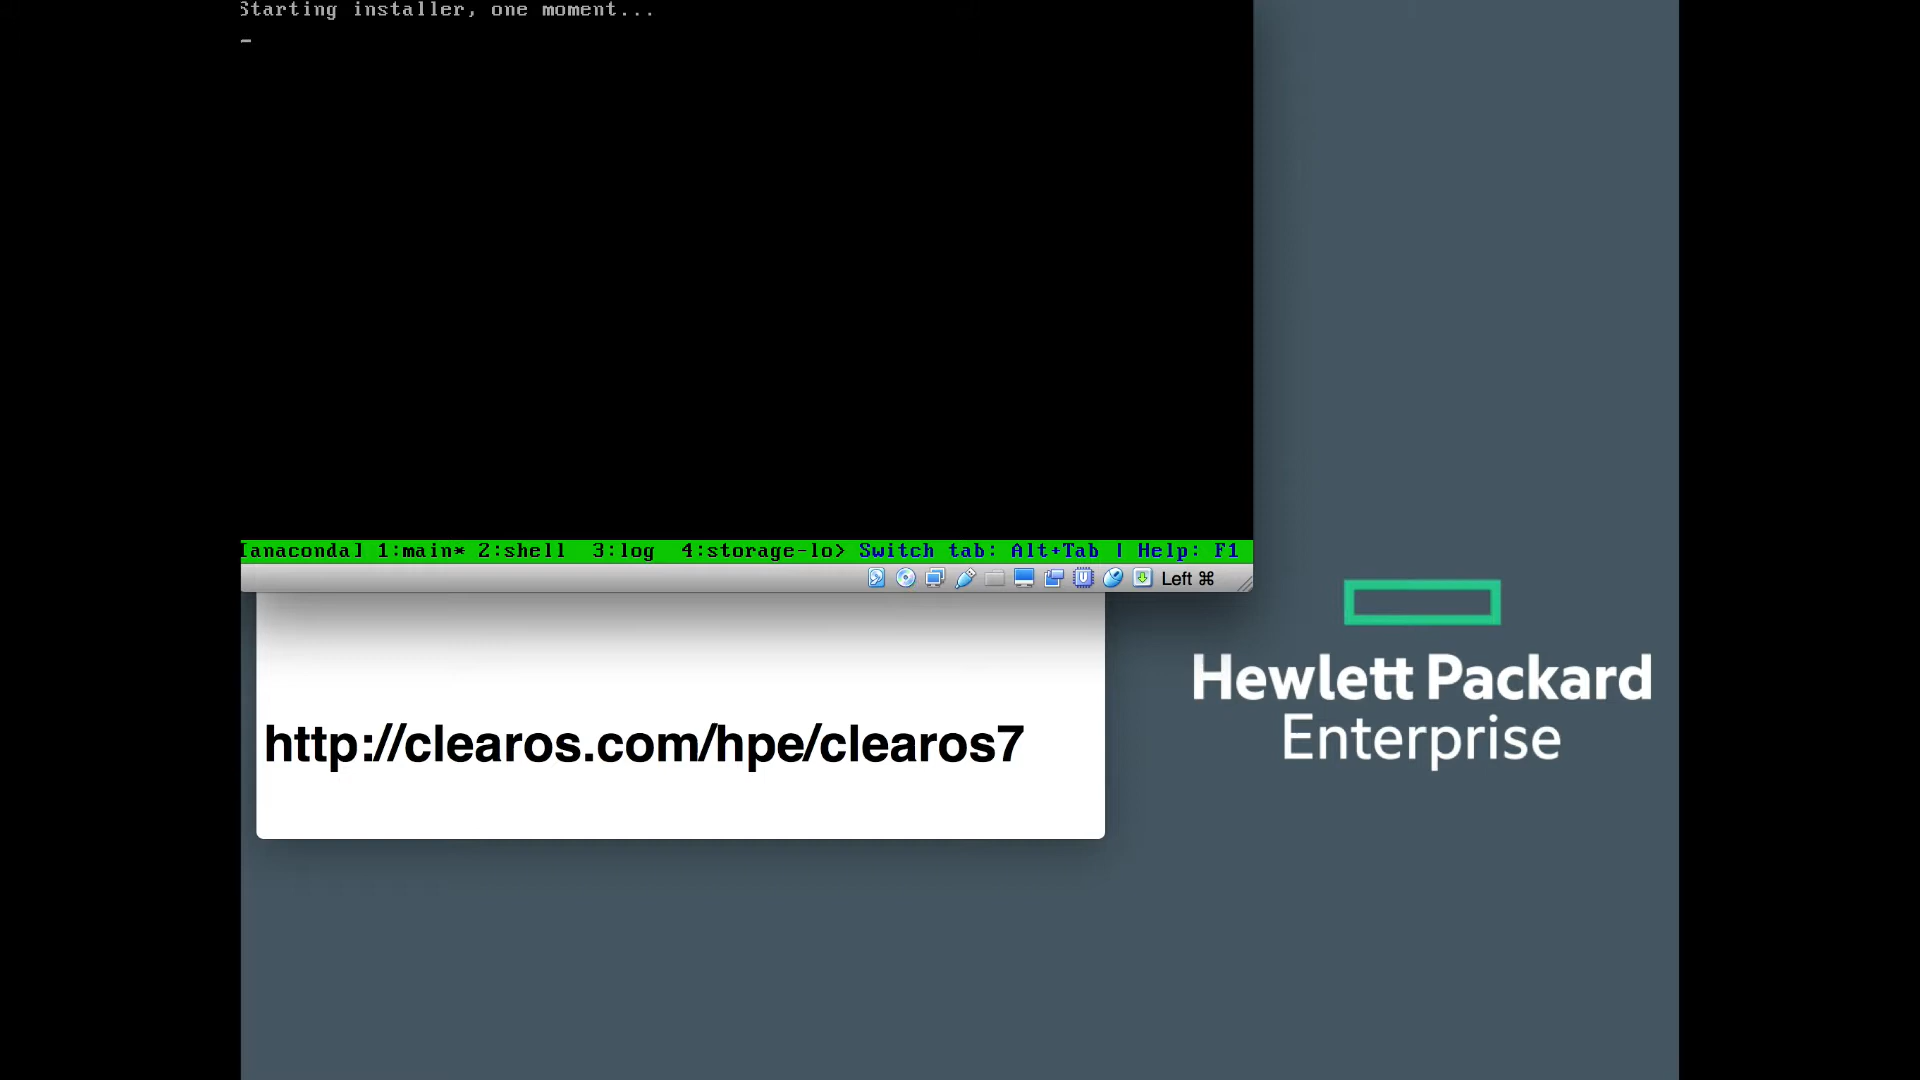 Starting installer, one moment...
[anaconda] 1:main* 2:shell 3:log 4:storage-lo> Switch tab: Alt+Tab | Help: F1
Left ⌘
http://clearos.com/hpe/clearos7
Hewlett Packard
Enterprise